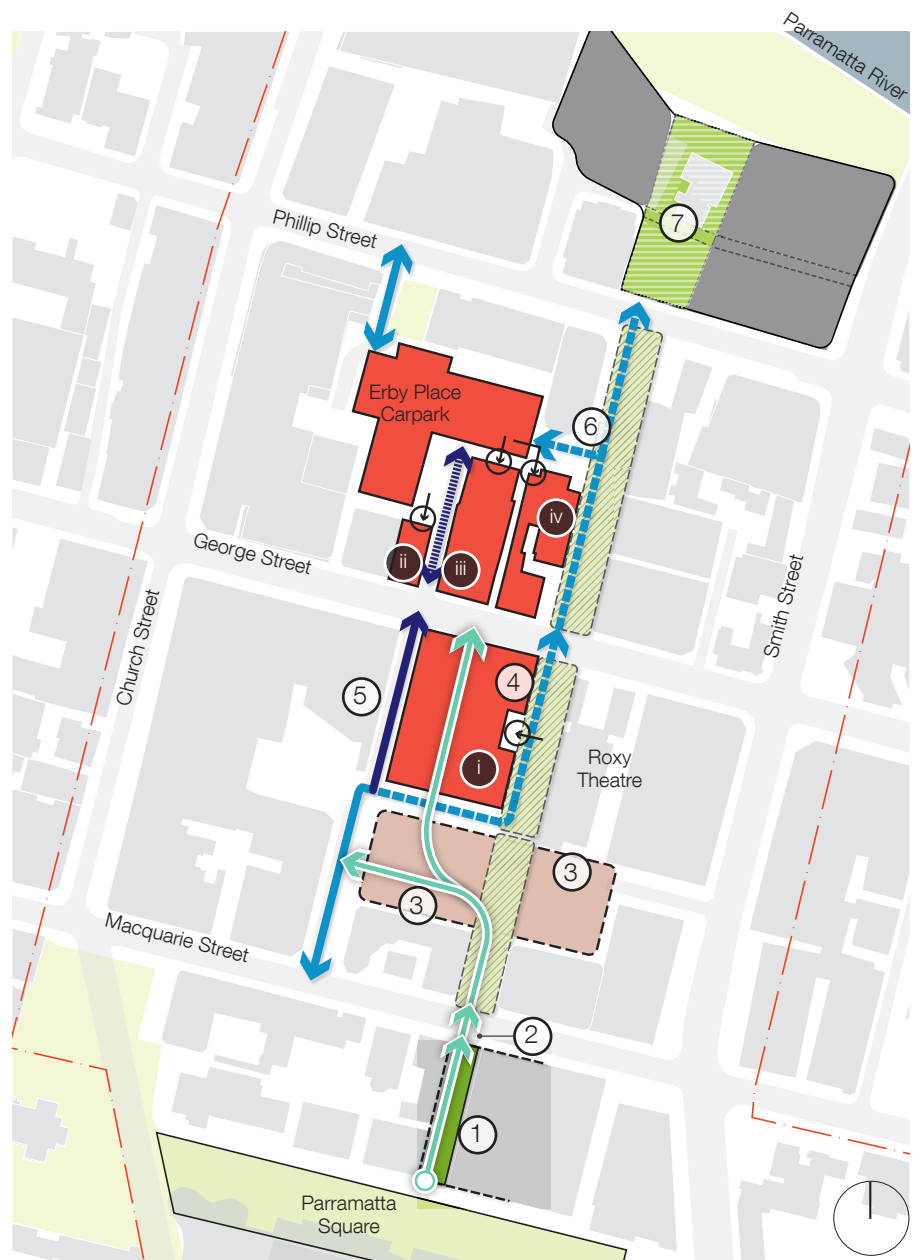 Parramatta River
7
Phillip Street
Erby Place
Carpark
6
iv
George Street
ii
iii
Smith Street
Church Street
5
4
i
Roxy
Theatre
3
3
Macquarie Street
2
1
Parramatta
Square